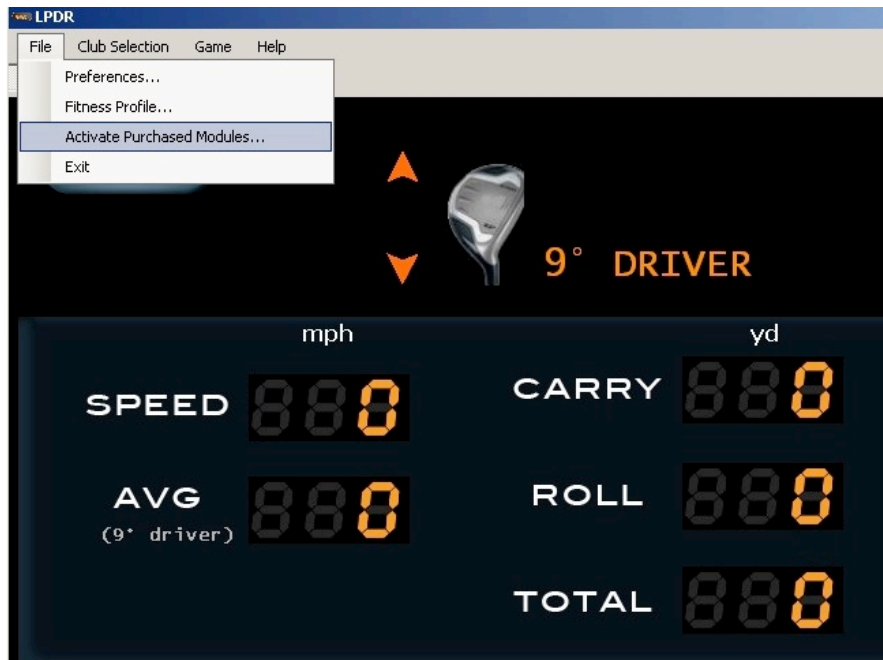 LPDR
File Club Selection Game Help
Preferences...
Fitness Profile...
Activate Purchased Modules...
Exit
9° DRIVER
mph yd
SPEED 0 CARRY 0
AVG 0 ROLL 0
(9° driver)
TOTAL 0